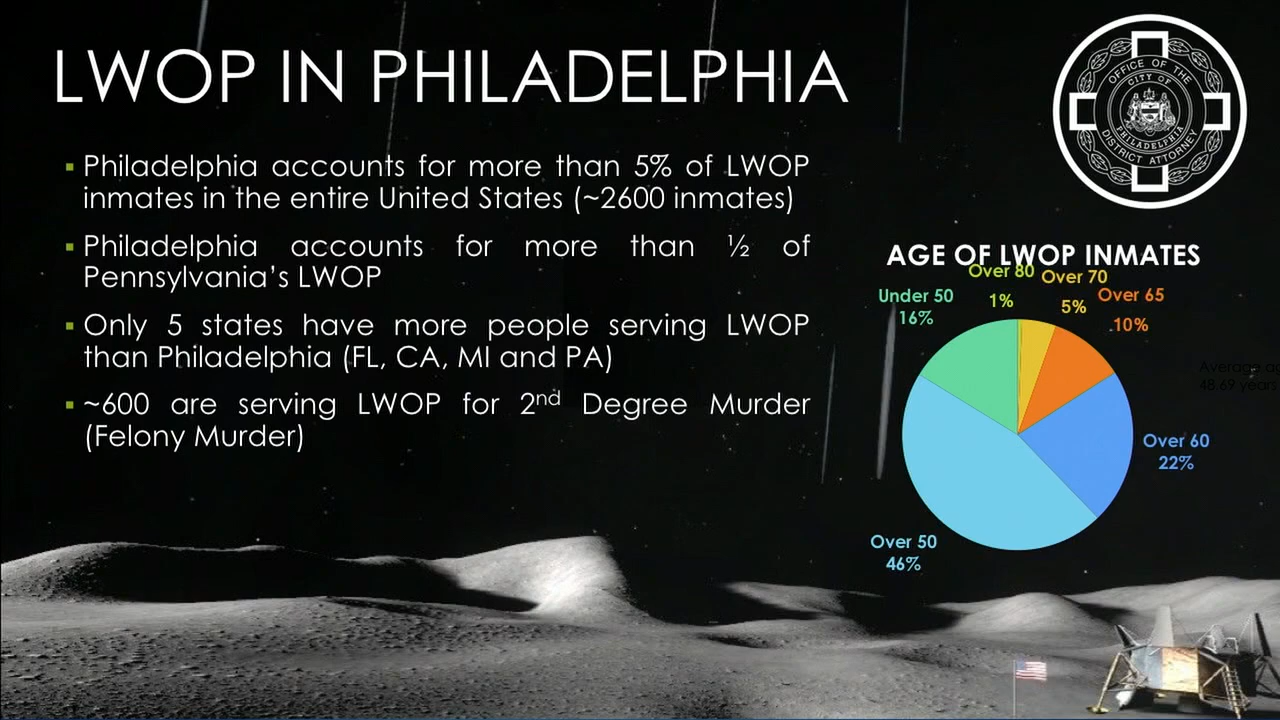 LWOP IN PHILADELPHIA
OFFICE OF THE
CITY OF
PHILADELPHIA
DISTRICT ATTORNEY
▪ Philadelphia accounts for more than 5% of LWOP
inmates in the entire United States (~2600 inmates)
▪ Philadelphia accounts for more than ½ of
Pennsylvania’s LWOP
▪ Only 5 states have more people serving LWOP
than Philadelphia (FL, CA, MI and PA)
▪ ~600 are serving LWOP for 2nd Degree Murder
(Felony Murder)
AGE OF LWOP INMATES
Over 80
1%
Over 70
5%
Under 50
16%
Over 65
10%
Average
48.69 years
Over 60
22%
Over 50
46%